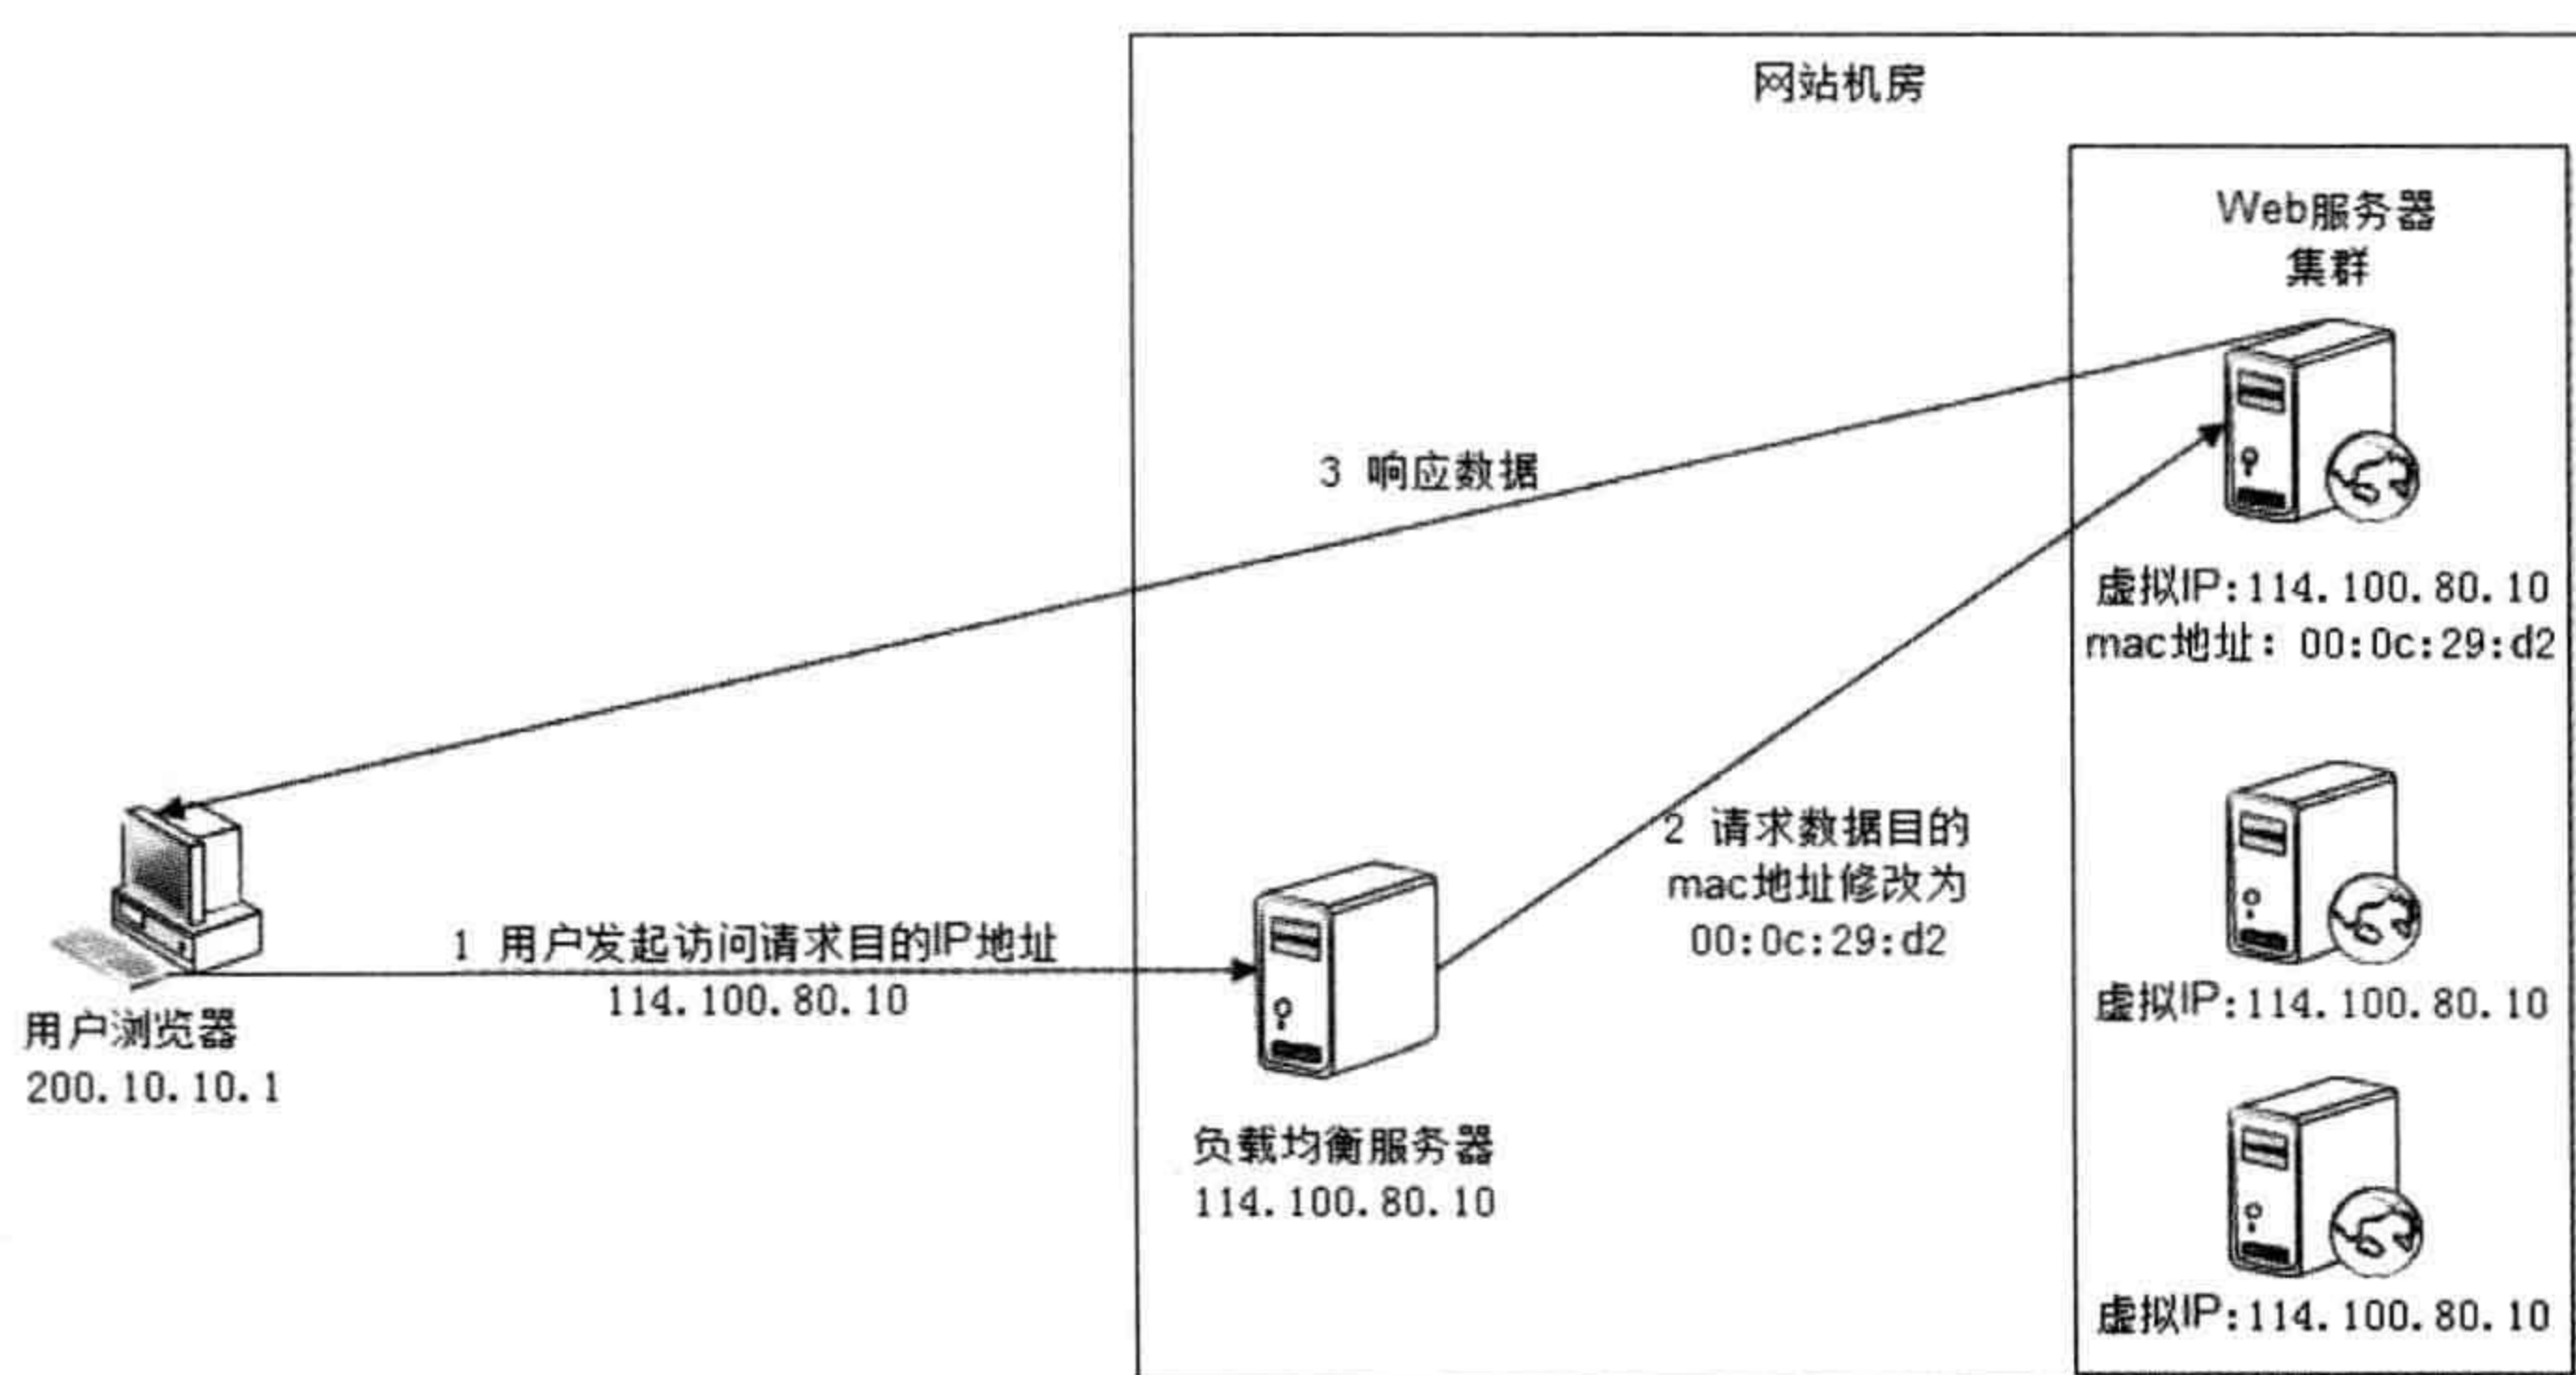 网站机房
Web服务器
集群
3 响应数据
虚拟IP:114.100.80.10
mac地址：00:0c:29:d2
2 请求数据目的
mac地址修改为
00:0c:29:d2
1 用户发起访问请求目的IP地址
114.100.80.10
用户浏览器
200.10.10.1
负载均衡服务器
114.100.80.10
虚拟IP:114.100.80.10
虚拟IP:114.100.80.10